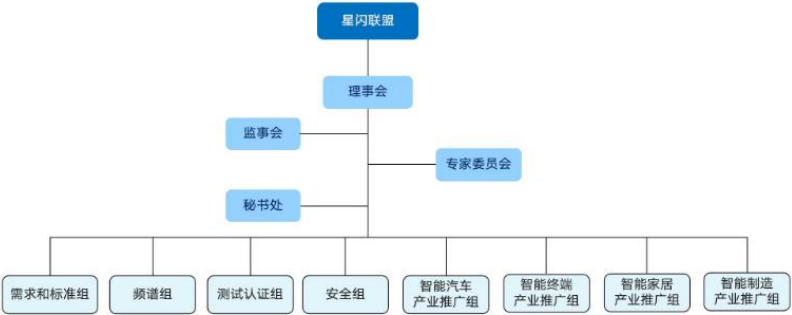 星闪联盟
理事会
监事会
专家委员会
秘书处
需求和标准组
频谱组
测试认证组
安全组
智能汽车
产业推广组
智能终端
产业推广组
智能家居
产业推广组
智能制造
产业推广组